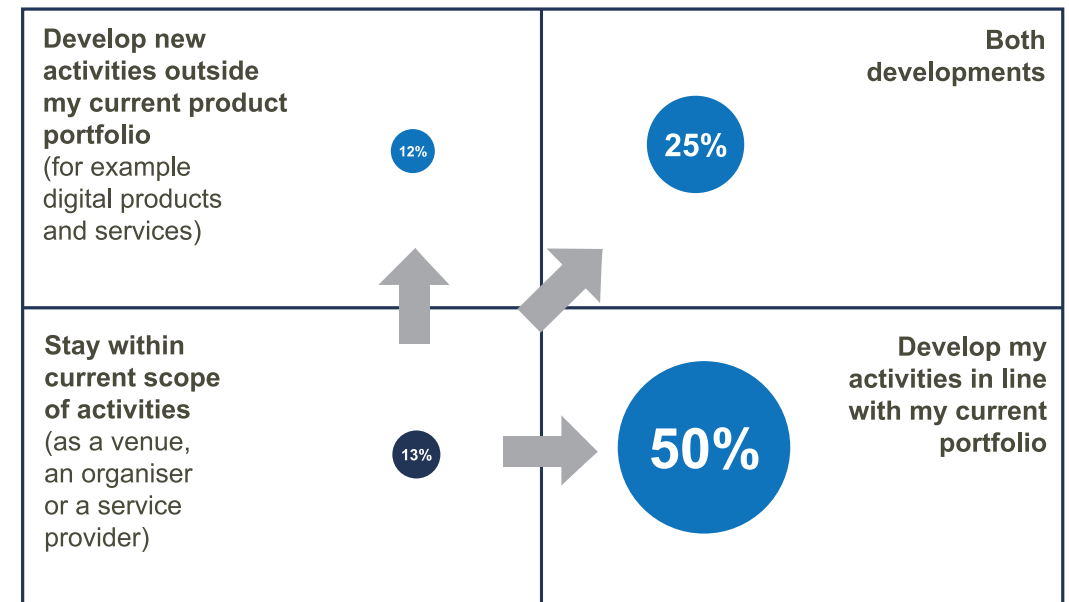 Develop new
activities outside
my current product
portfolio
(for example
digital products
and services)
12%
Both
developments
25%
Stay within
current scope
of activities
(as a venue,
an organiser
or a service
provider)
13%
Develop my
activities in line
with my current
portfolio
50%